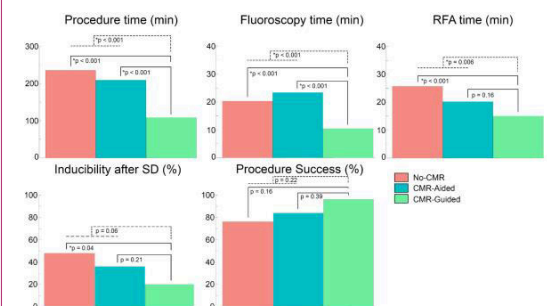 Procedure time (min)
Fluoroscopy time (min)
RFA time (min)
300
200
100
0
*p < 0.001
*p < 0.001
*p < 0.001
40
30
20
10
0
*p < 0.001
*p < 0.001
*p < 0.001
40
30
20
10
0
*p = 0.006
*p < 0.001
p = 0.16
Inducibility after SD (%)
Procedure Success (%)
100
80
60
40
20
0
p = 0.06
*p = 0.04
p = 0.21
100
80
60
40
20
0
p = 0.22
p = 0.16
p = 0.39
No-CMR
CMR-Aided
CMR-Guided